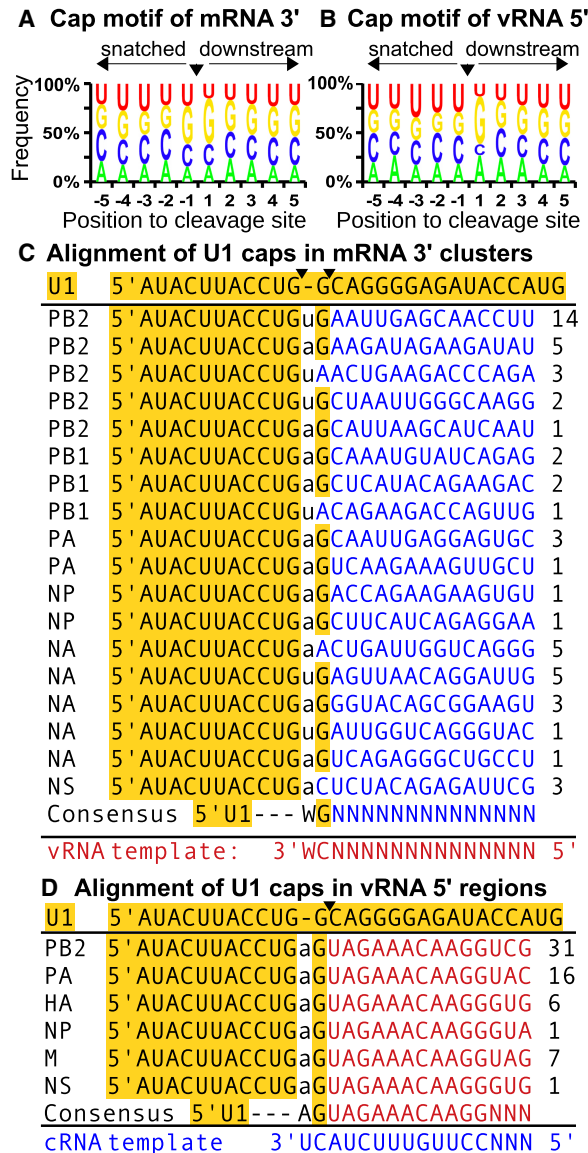 A Cap motif of mRNA 3'
B Cap motif of vRNA 5'
snatched downstream
snatched downstream
Frequency
100%
50%
0%
100%
50%
0%
U U U U U U U U U U
G G G G G G G G G G
C C C C C C C C C C
A A A A A A A A A A
U U U U U U U U U U
G G G G G G G G G G
C C C C C C C C C C
A A A A A A A A A A
-5 -4 -3 -2 -1 1 2 3 4 5
-5 -4 -3 -2 -1 1 2 3 4 5
Position to cleavage site
Position to cleavage site
C Alignment of U1 caps in mRNA 3' clusters
U1 5'AUACUUACCUG-GCAGGGGAGAUACCAUG
PB2 5'AUACUUACCUGuGAAUUGAGCAACCUU 14
PB2 5'AUACUUACCUGaGAAGAUAGAAGAUAU 5
PB2 5'AUACUUACCUGuAACUGAAGACCCAGA 3
PB2 5'AUACUUACCUGuGCUAAUUGGGCAAGG 2
PB2 5'AUACUUACCUGaGCAUUAAGCAUCAAU 1
PB1 5'AUACUUACCUGaGCAAAUGUAUCAGAG 2
PB1 5'AUACUUACCUGaGCUCAUACAGAAGAC 2
PB1 5'AUACUUACCUGuACAGAAGACCAGUUG 1
PA 5'AUACUUACCUGaGCAAUUGAGGAGUGC 3
PA 5'AUACUUACCUGaGUCAAGAAAGUUGCU 1
NP 5'AUACUUACCUGaGACCAGAAGAAGUGU 1
NP 5'AUACUUACCUGaGCUUCAUCAGAGGAA 1
NA 5'AUACUUACCUGaACUGAUUGGUCAGGG 5
NA 5'AUACUUACCUGuGAGUUAACAGGAUUG 5
NA 5'AUACUUACCUGaGGGUACAGCGGAAGU 3
NA 5'AUACUUACCUGuGAUUGGUCAGGGUAC 1
NA 5'AUACUUACCUGaGUCAGAGGGCUGCCU 1
NS 5'AUACUUACCUGaCUCUACAGAGAUUCG 3
Consensus 5'U1--- WGNNNNNNNNNNNNNN
vRNA template: 3'WCNNNNNNNNNNNNNN 5'
D Alignment of U1 caps in vRNA 5' regions
U1 5'AUACUUACCUG-GCAGGGGAGAUACCAUG
PB2 5'AUACUUACCUGaGUAGAAACAAGGUCG 31
PA 5'AUACUUACCUGaGUAGAAACAAGGGUAC 16
HA 5'AUACUUACCUGaGUAGAAACAAGGGUG 6
NP 5'AUACUUACCUGaGUAGAAACAAGGGUA 1
M 5'AUACUUACCUGaGUAGAAACAAGGUAG 7
NS 5'AUACUUACCUGaGUAGAAACAAGGGUG 1
Consensus 5'U1--- AGUAGAAACAAGGNNN
cRNA template 3'UCAUCUUUGUUCCNNN 5'